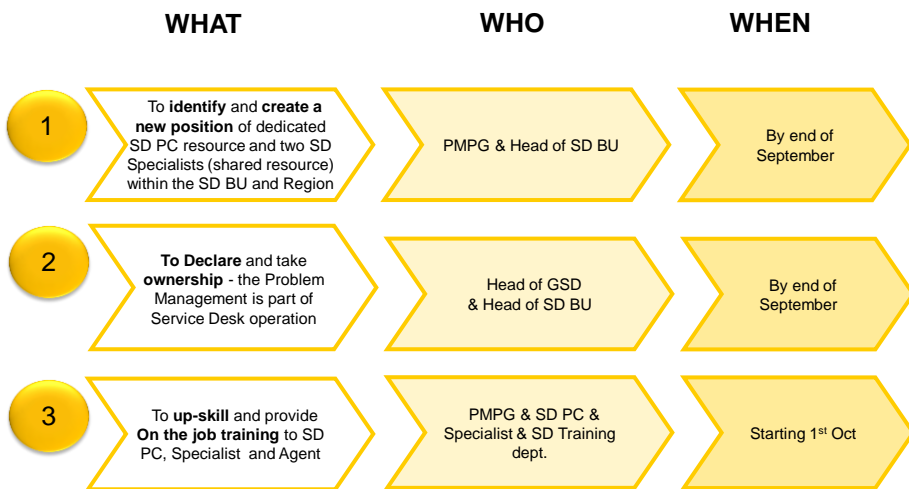 WHAT
WHO
WHEN
1
To identify and create a
new position of dedicated
SD PC resource and two SD
Specialists (shared resource)
within the SD BU and Region
PMPG & Head of SD BU
By end of
September
2
To Declare and take
ownership - the Problem
Management is part of
Service Desk operation
Head of GSD
& Head of SD BU
By end of
September
3
To up-skill and provide
On the job training to SD
PC, Specialist and Agent
PMPG & SD PC &
Specialist & SD Training
dept.
Starting 1st Oct